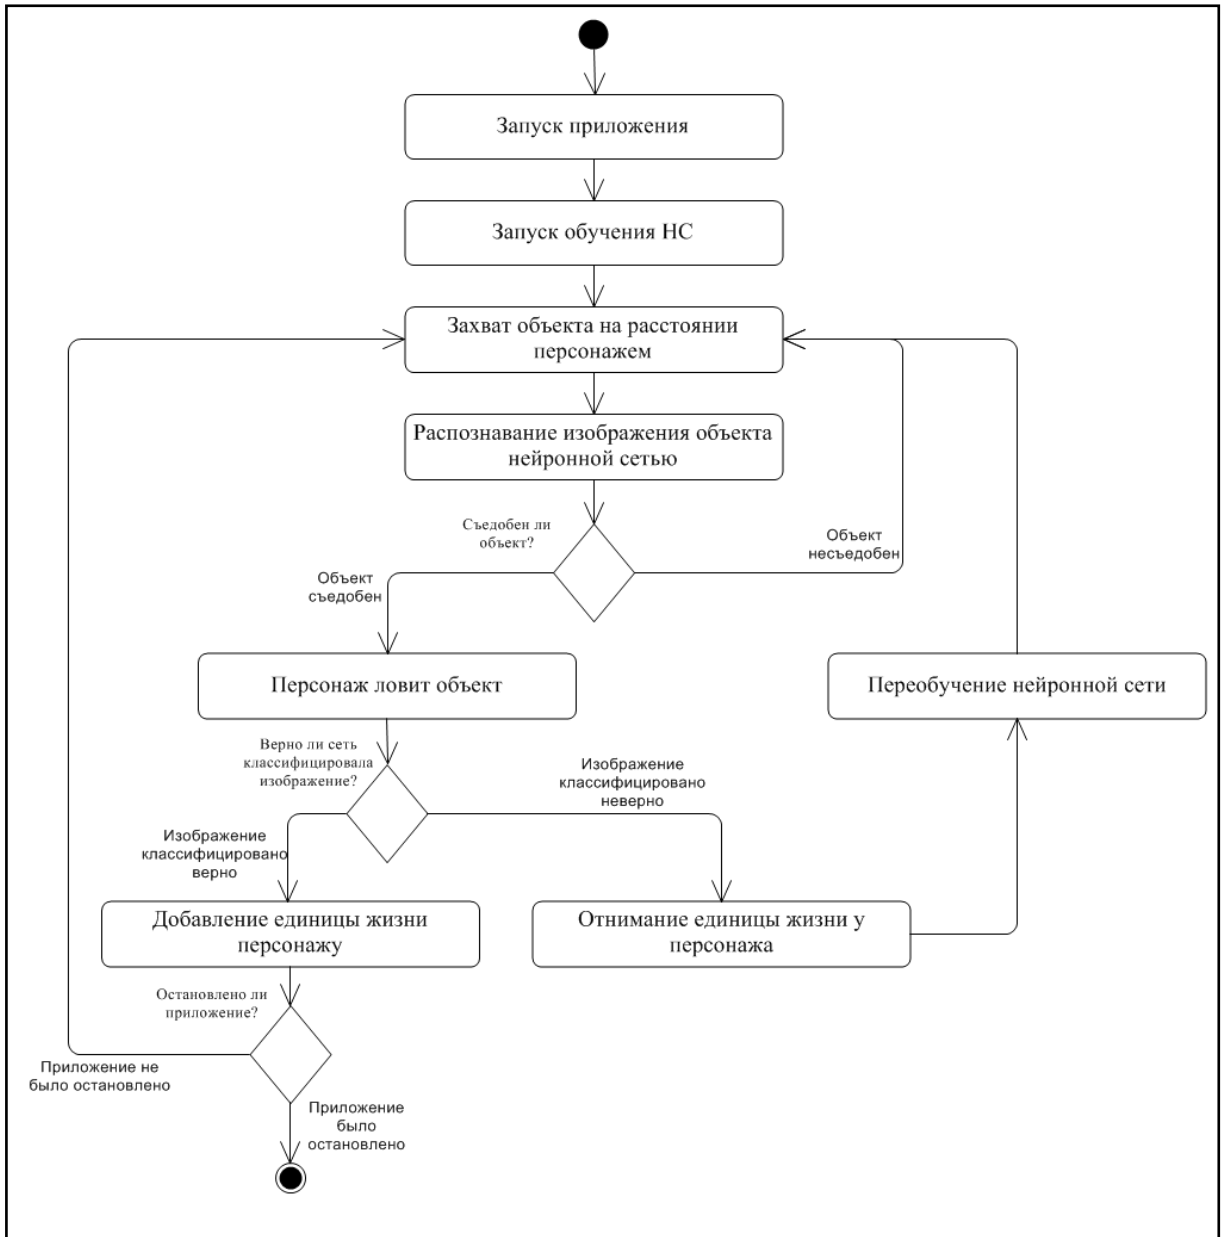 Запуск приложения
Запуск обучения НС
Захват объекта на расстоянии
персонажем
Распознавание изображения объекта
нейронной сетью
Съедобен ли
объект?
Объект
несъедобен
Объект
съедобен
Персонаж ловит объект
Переобучение нейронной сети
Верно ли сеть
классифицировала
изображение?
Изображение
классифицировано
неверно
Изображение
классифицировано
верно
Добавление единицы жизни
персонажу
Отнимание единицы жизни у
персонажа
Остановлено ли
приложение?
Приложение не
было остановлено
Приложение
было
остановлено